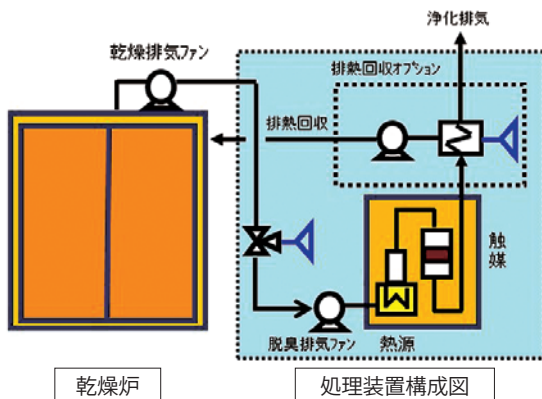 浄化排気
乾燥排気ファン
排熱回収オプション
排熱回収
触
媒
脱臭排気ファン
熱源
乾燥炉
処理装置構成図